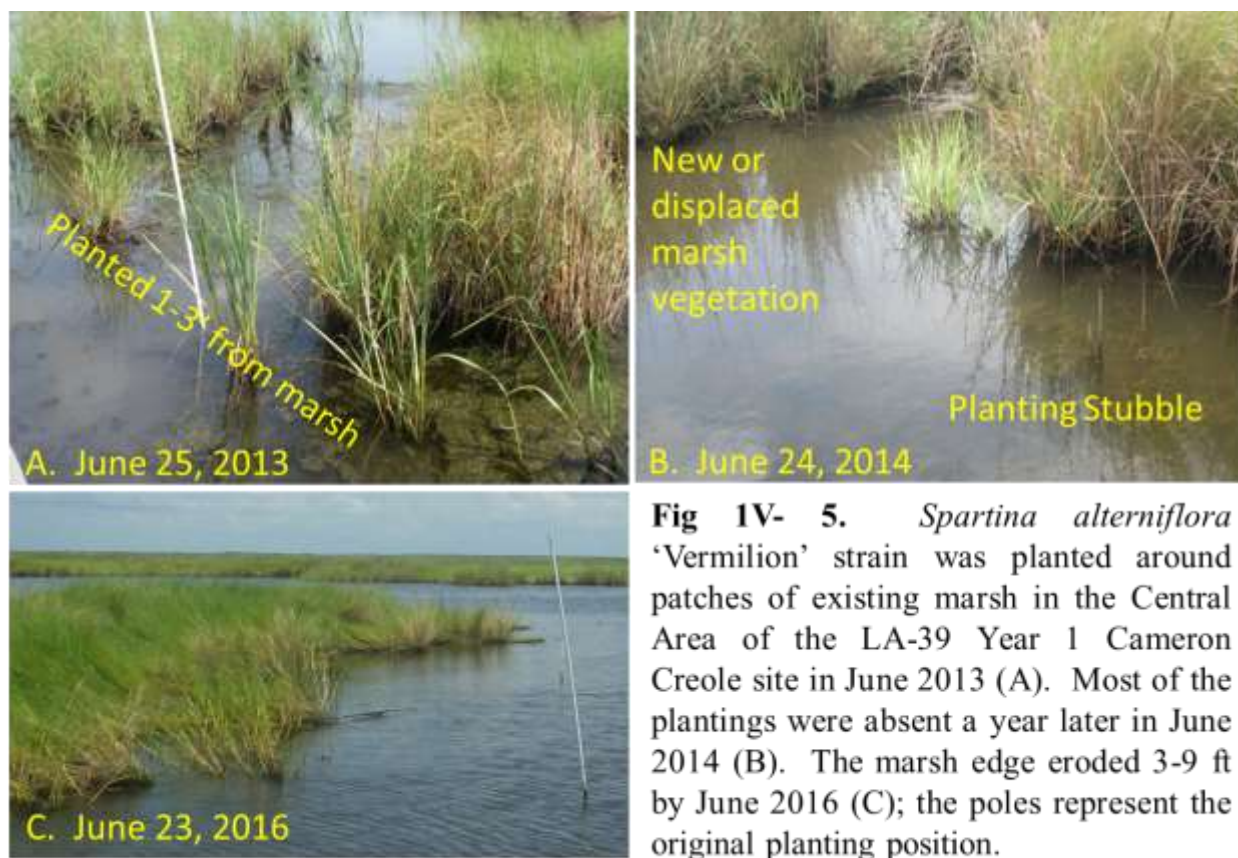 Planted 1-3' from marsh
A. June 25, 2013
New or
displaced
marsh
vegetation
Planting Stubble
B. June 24, 2014
C. June 23, 2016
Fig 1V- 5. Spartina alterniflora
‘Vermilion’ strain was planted around
patches of existing marsh in the Central
Area of the LA-39 Year 1 Cameron
Creole site in June 2013 (A). Most of the
plantings were absent a year later in June
2014 (B). The marsh edge eroded 3-9 ft
by June 2016 (C); the poles represent the
original planting position.